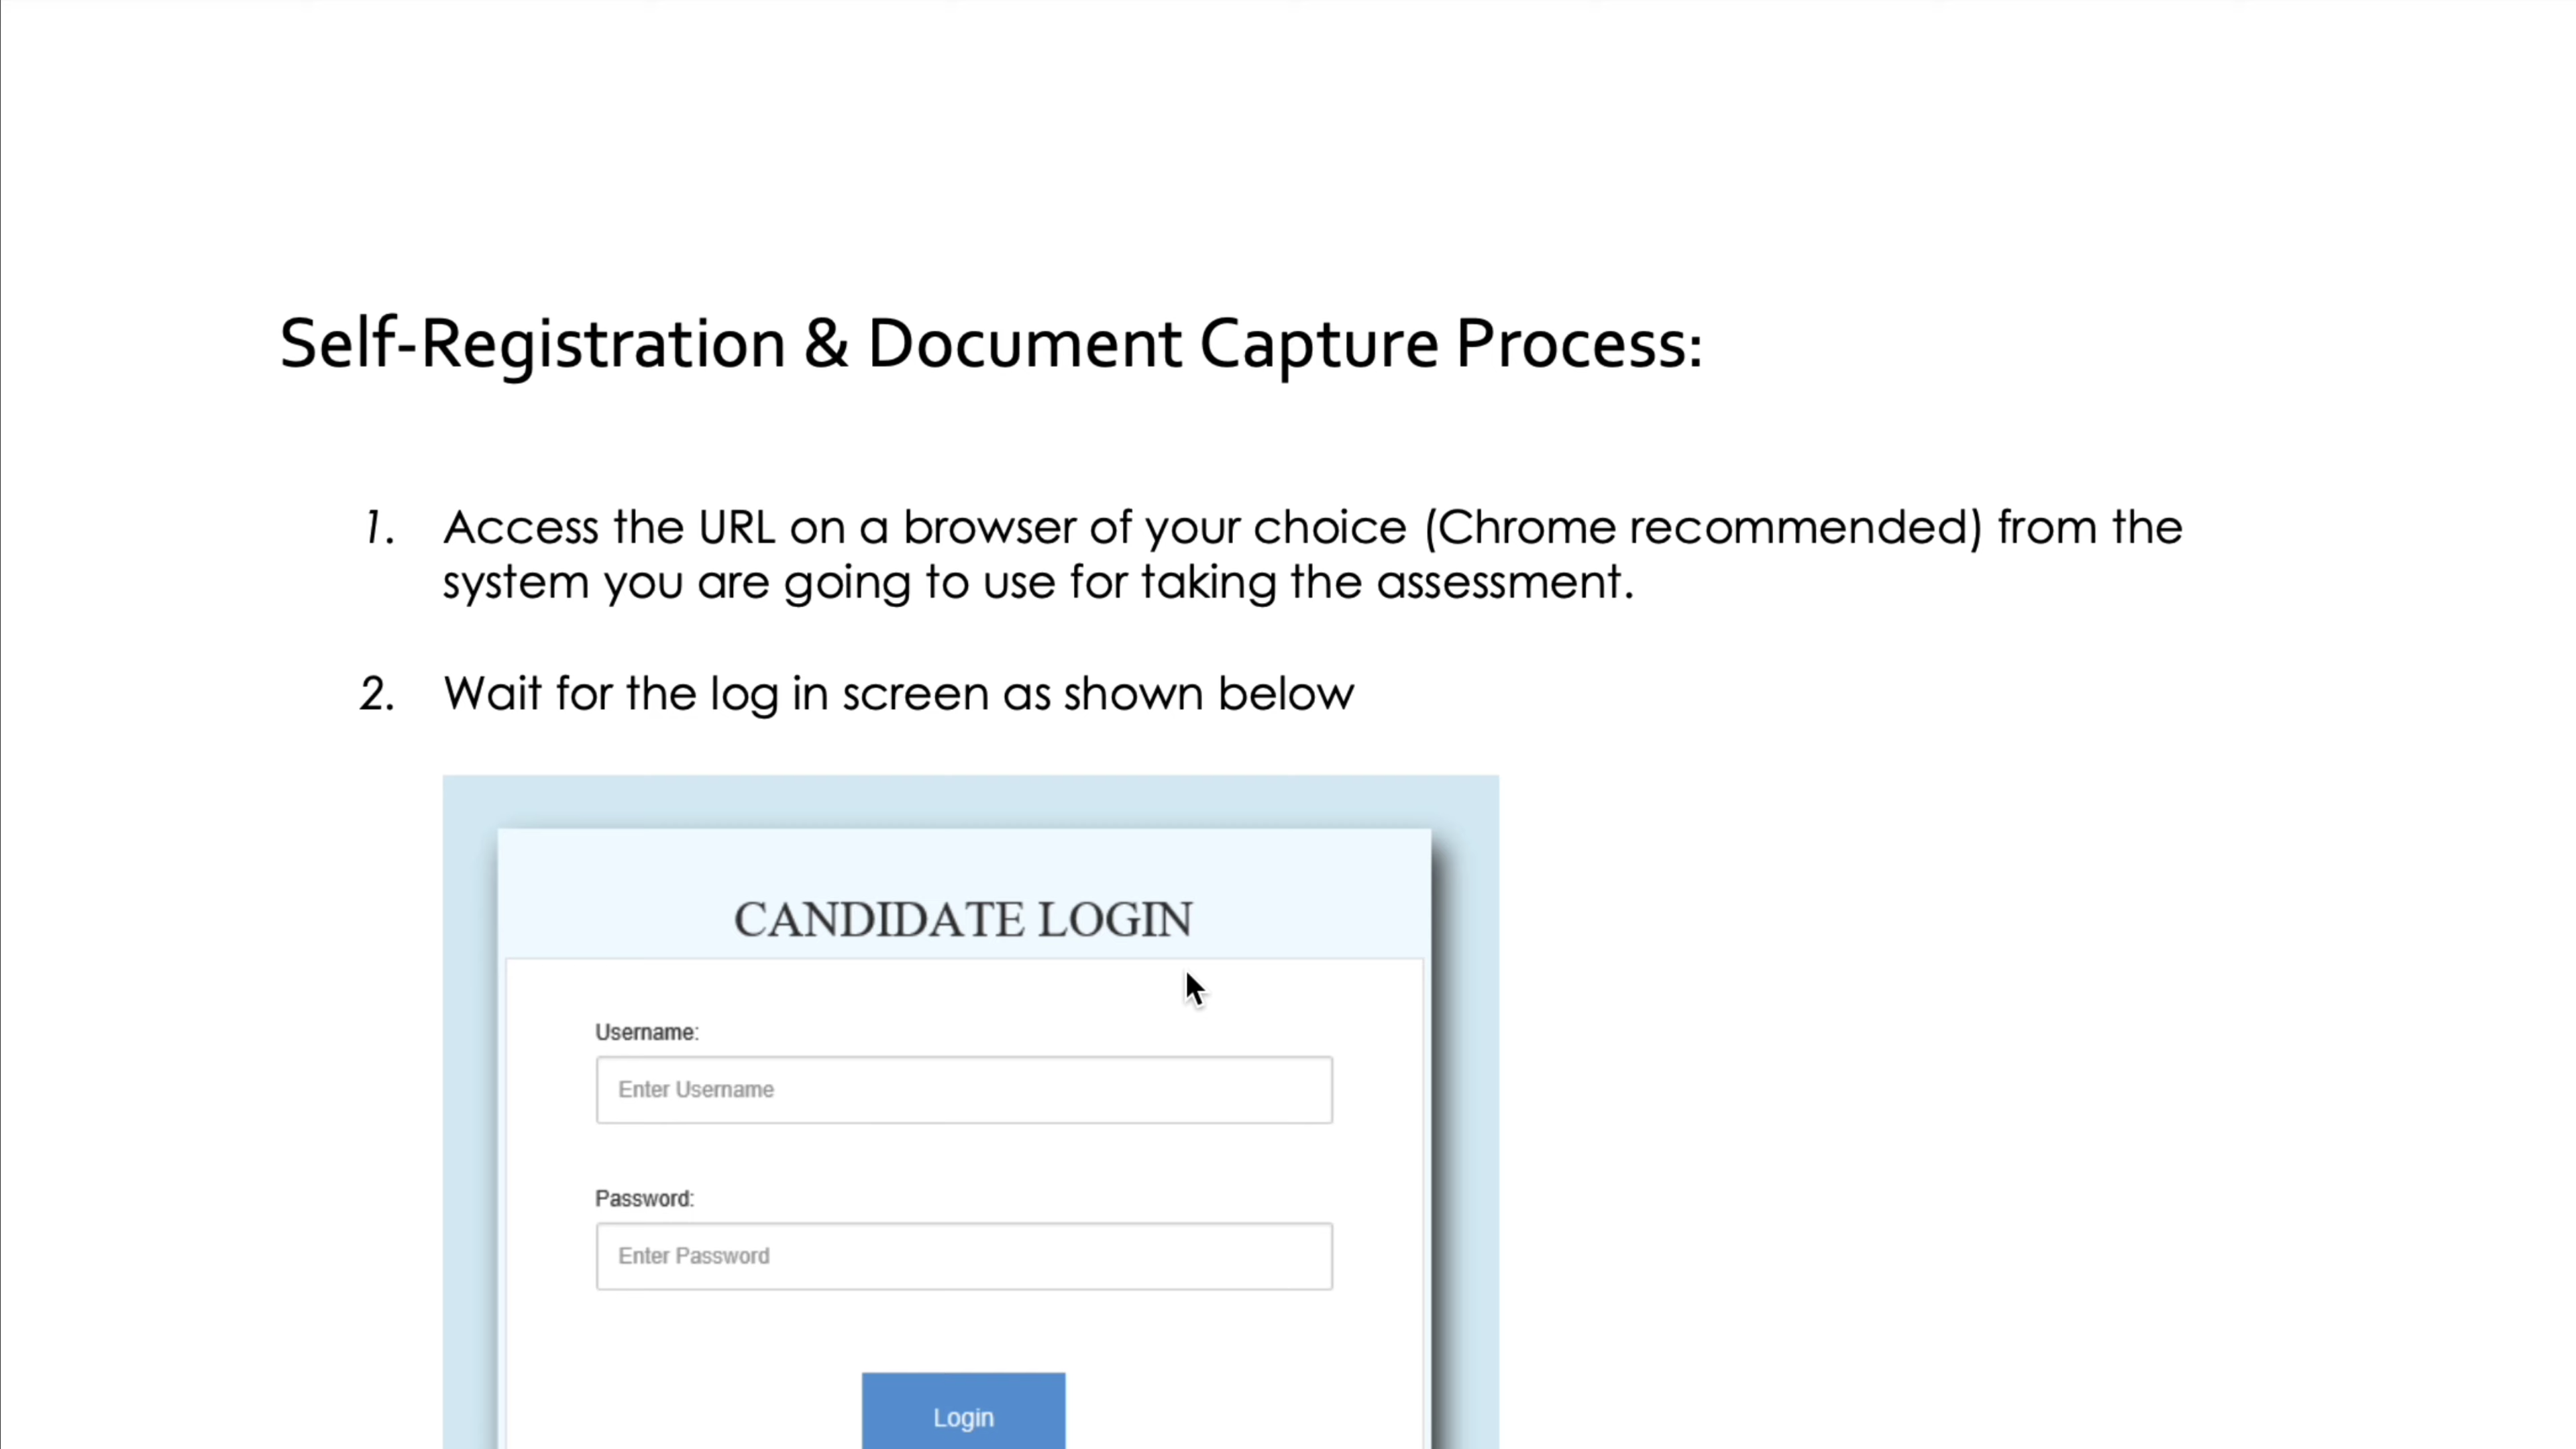 Self-Registration & Document Capture Process:
1. Access the URL on a browser of your choice (Chrome recommended) from the
system you are going to use for taking the assessment.
2. Wait for the log in screen as shown below
CANDIDATE LOGIN
Username:
Enter Username
Password:
Enter Password
Login